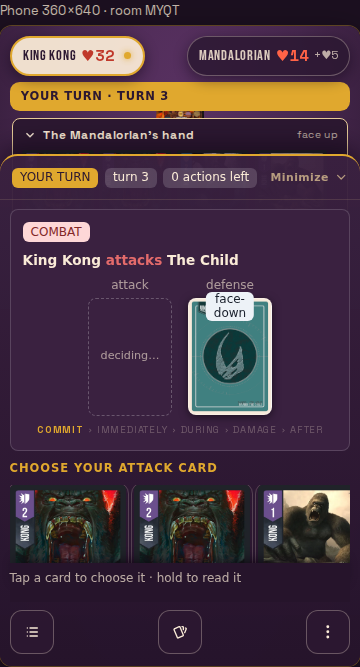 Phone 360×640 · room MYQT
KING KONG ♥32
MANDALORIAN ♥14 +♥5
YOUR TURN · TURN 3
The Mandalorian's hand
face up
YOUR TURN
turn 3
0 actions left
Minimize
COMBAT
King Kong attacks The Child
attack
defense
deciding…
face-
down
COMMIT • IMMEDIATELY • DURING • DAMAGE • AFTER
CHOOSE YOUR ATTACK CARD
2
KONG
2
KONG
1
KONG
Tap a card to choose it · hold to read it